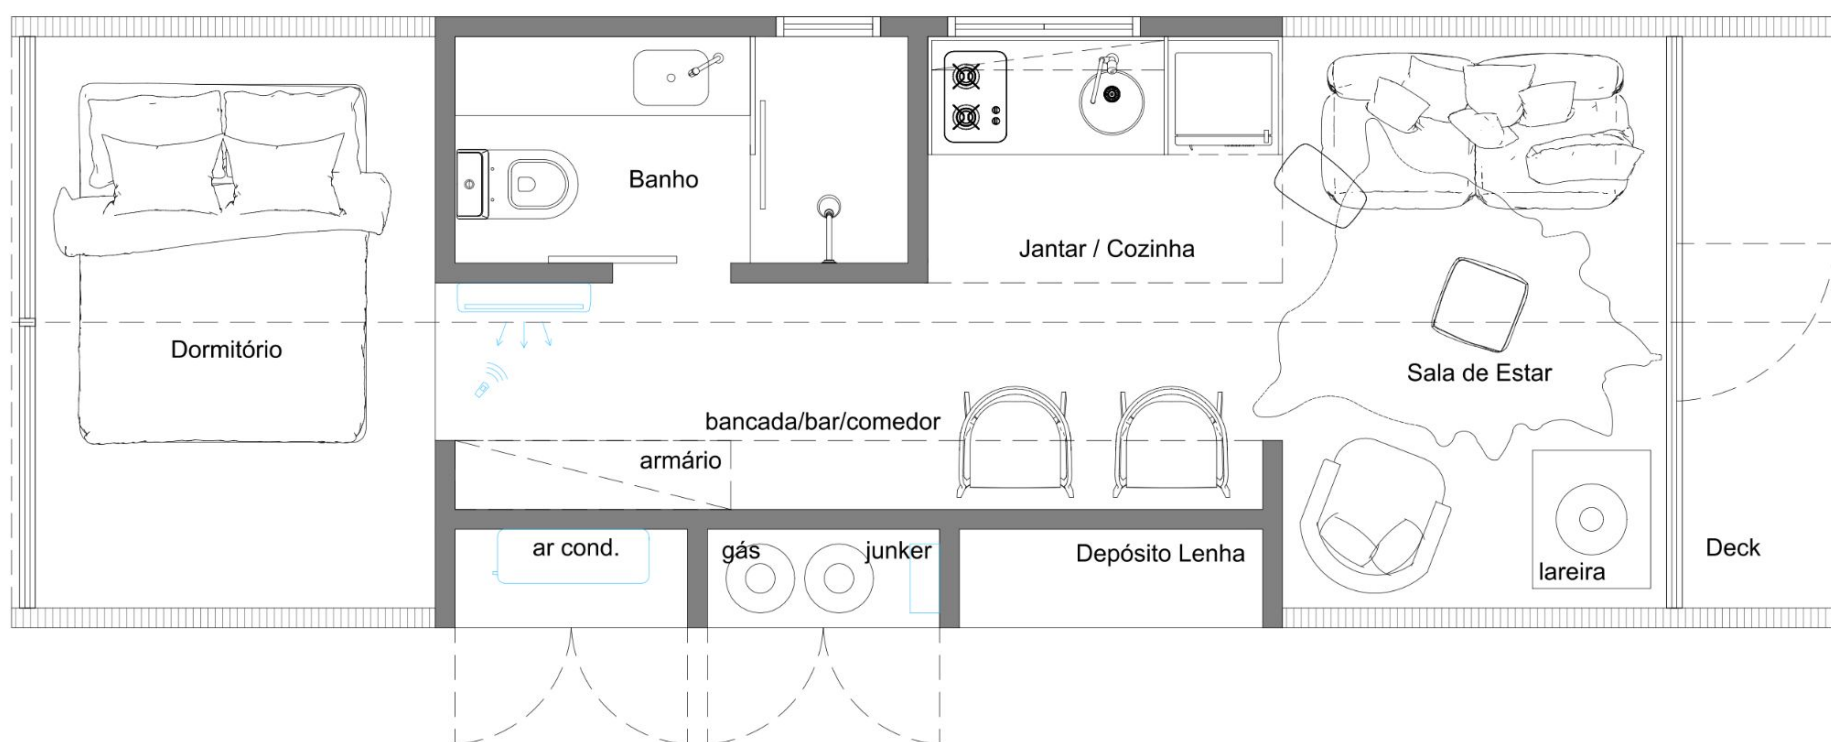 Banho
Jantar / Cozinha
Dormitório
Sala de Estar
bancada/bar/comedor
armário
ar cond.
gás
junker
Depósito Lenha
lareira
Deck